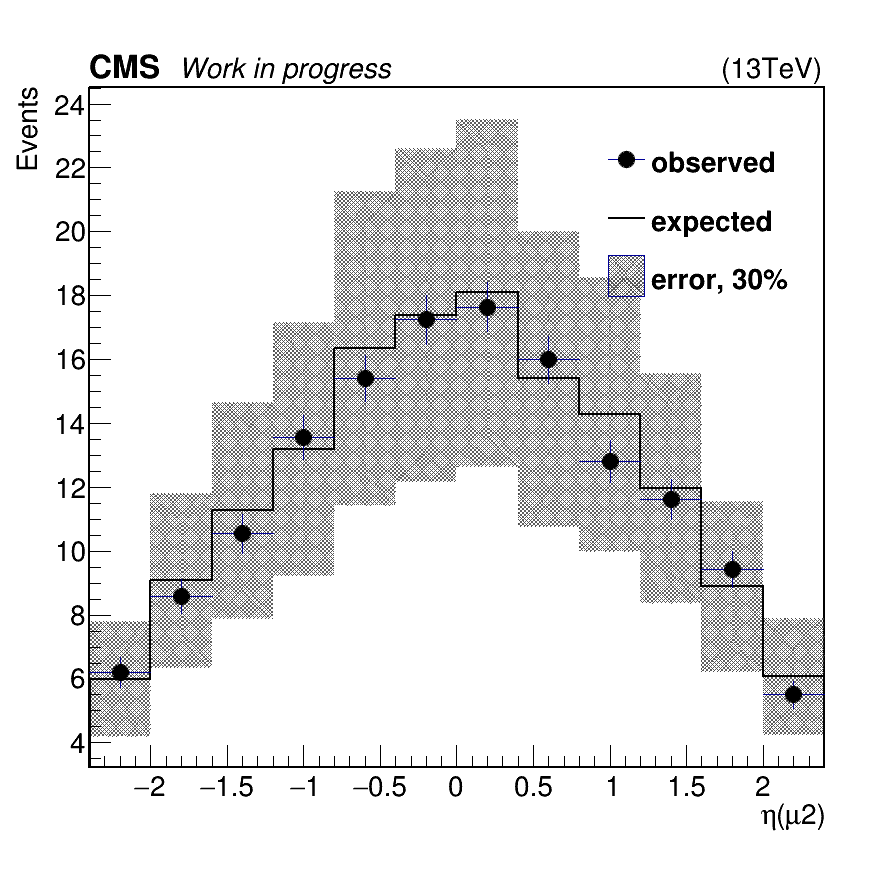 CMS Work in progress (13TeV)
Events
24
22
20
18
16
14
12
10
8
6
4
observed
expected
error, 30%
−2 −1.5 −1 −0.5 0 0.5 1 1.5 2
η(μ2)